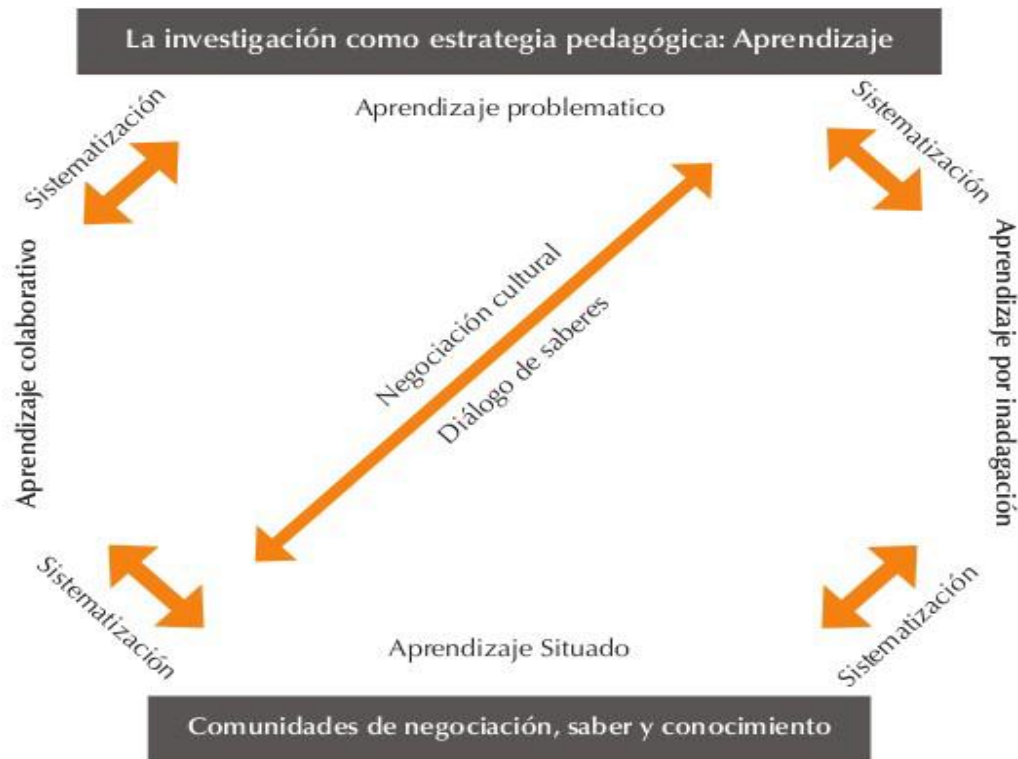 La investigación como estrategia pedagógica: Aprendizaje
Sistematización
Aprendizaje problematico
Sistematización
Aprendizaje colaborativo
Negociación cultural
Diálogo de saberes
Aprendizaje por inadagación
Sistematización
Aprendizaje Situado
Sistematización
Comunidades de negociación, saber y conocimiento